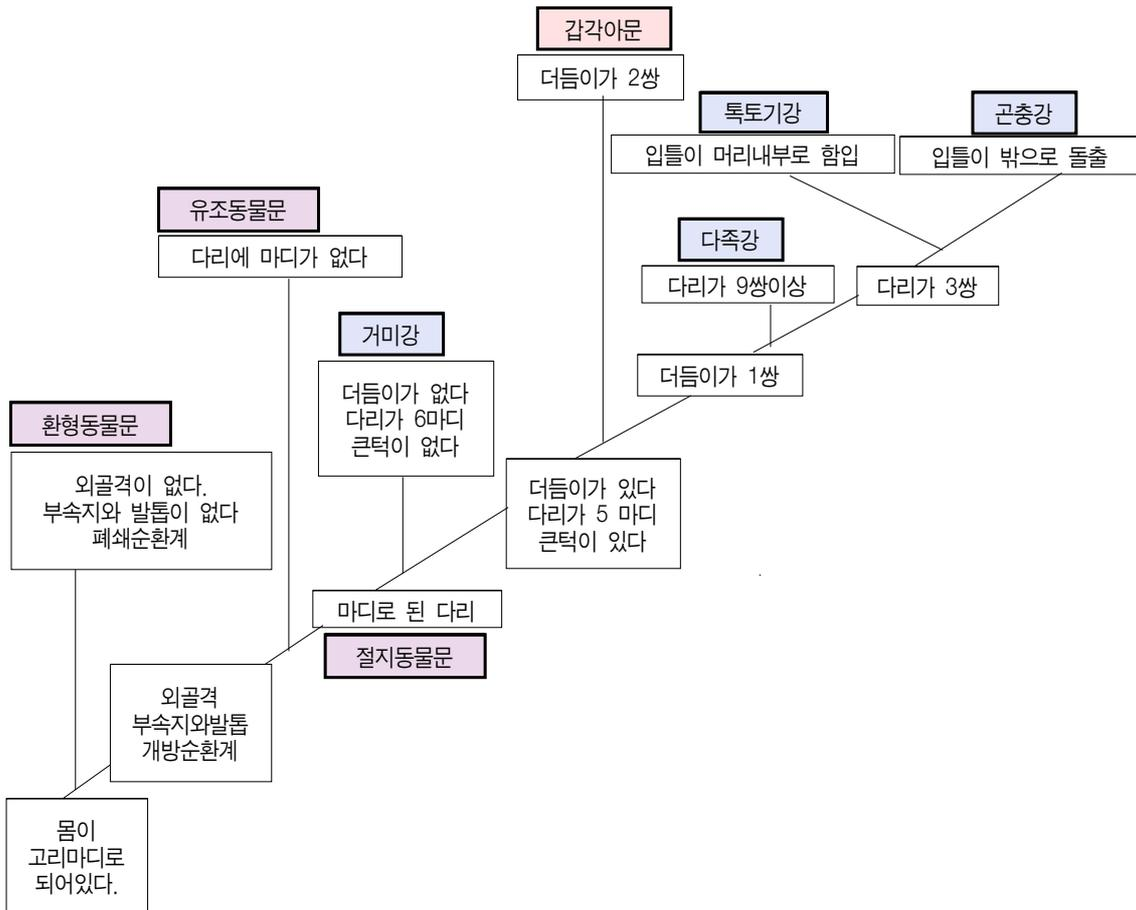 갑각아문
더듬이가 2쌍
톡토기강
입틀이 머리내부로 함입
곤충강
입틀이 밖으로 돌출
유조동물문
다리에 마디가 없다
다족강
다리가 9쌍이상
다리가 3쌍
거미강
더듬이가 없다
다리가 6마디
큰턱이 없다
더듬이가 1쌍
환형동물문
외골격이 없다.
부속지와 발톱이 없다
폐쇄순환계
더듬이가 있다
다리가 5 마디
큰턱이 있다
마디로 된 다리
절지동물문
외골격
부속지와발톱
개방순환계
몸이
고리마디로
되어있다.